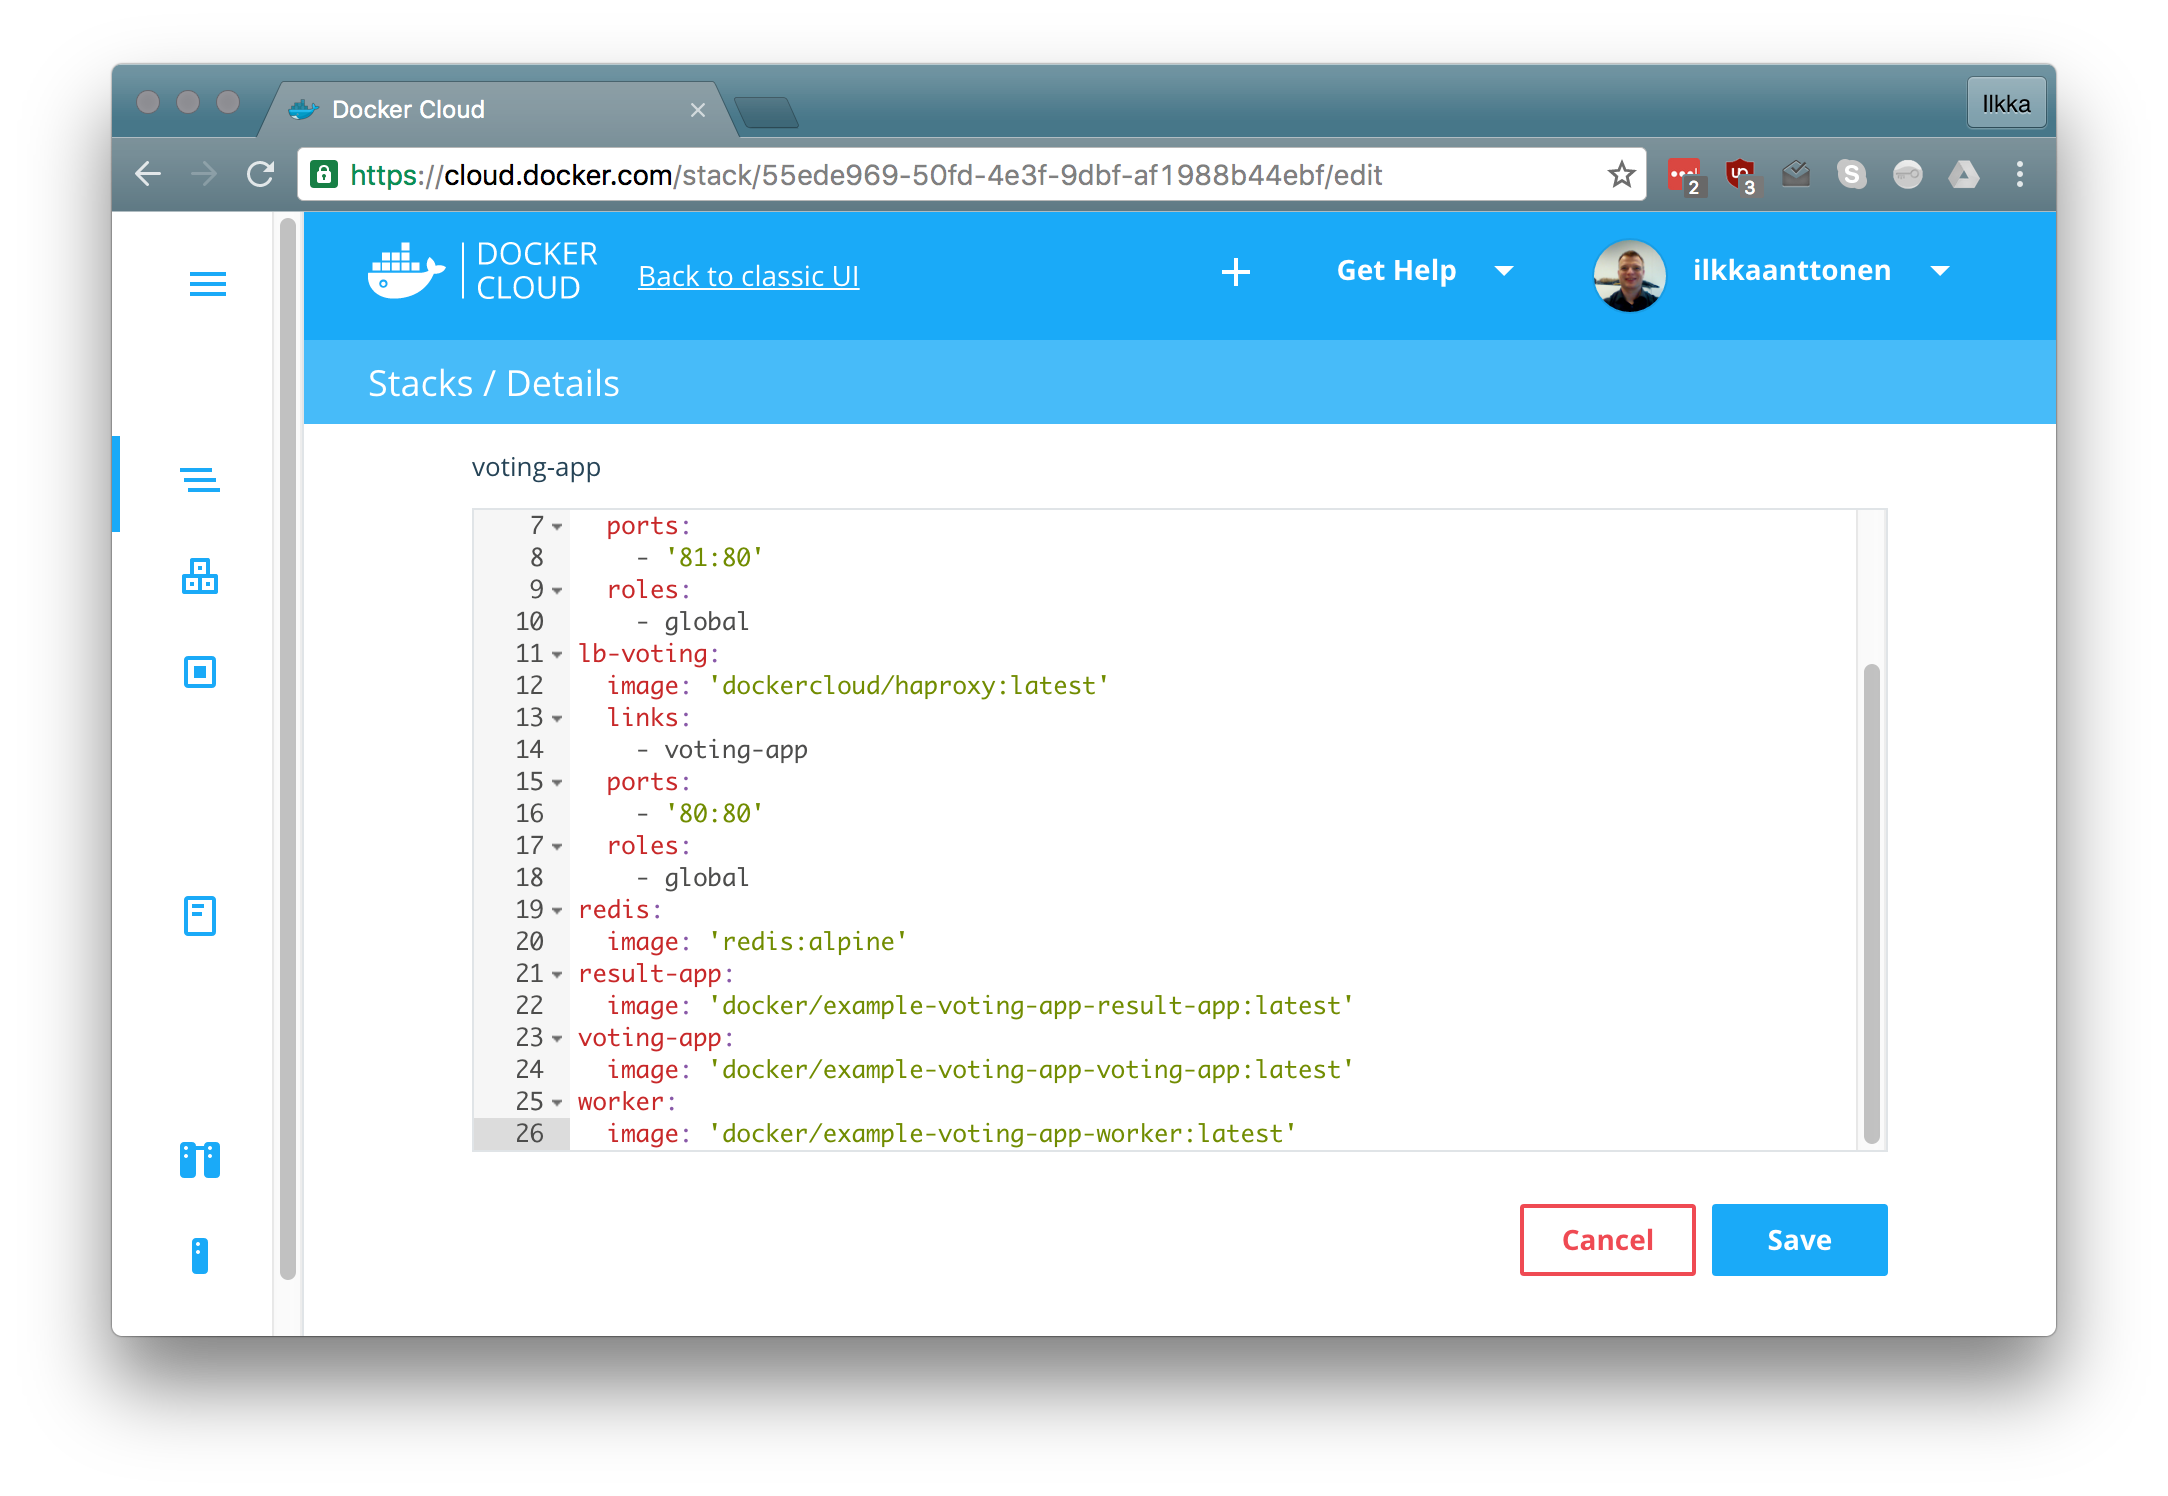 Docker Cloud
Ilkka
https://cloud.docker.com/stack/55ede969-50fd-4e3f-9dbf-af1988b44ebf/edit
2
3
S
DOCKER
CLOUD
Back to classic UI
Get Help
ilkkaanttonen
Stacks / Details
voting-app
7 ports:
8 - '81:80'
9 roles:
10 - global
11 lb-voting:
12 image: 'dockercloud/haproxy:latest'
13 links:
14 - voting-app
15 ports:
16 - '80:80'
17 roles:
18 - global
19 redis:
20 image: 'redis:alpine'
21 result-app:
22 image: 'docker/example-voting-app-result-app:latest'
23 voting-app:
24 image: 'docker/example-voting-app-voting-app:latest'
25 worker:
26 image: 'docker/example-voting-app-worker:latest'
Cancel
Save